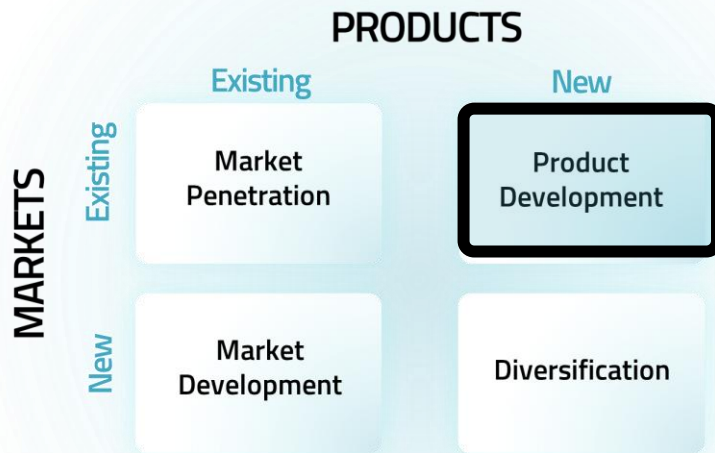 PRODUCTS
Existing
New
MARKETS
Existing
Market
Penetration
Product
Development
New
Market
Development
Diversification